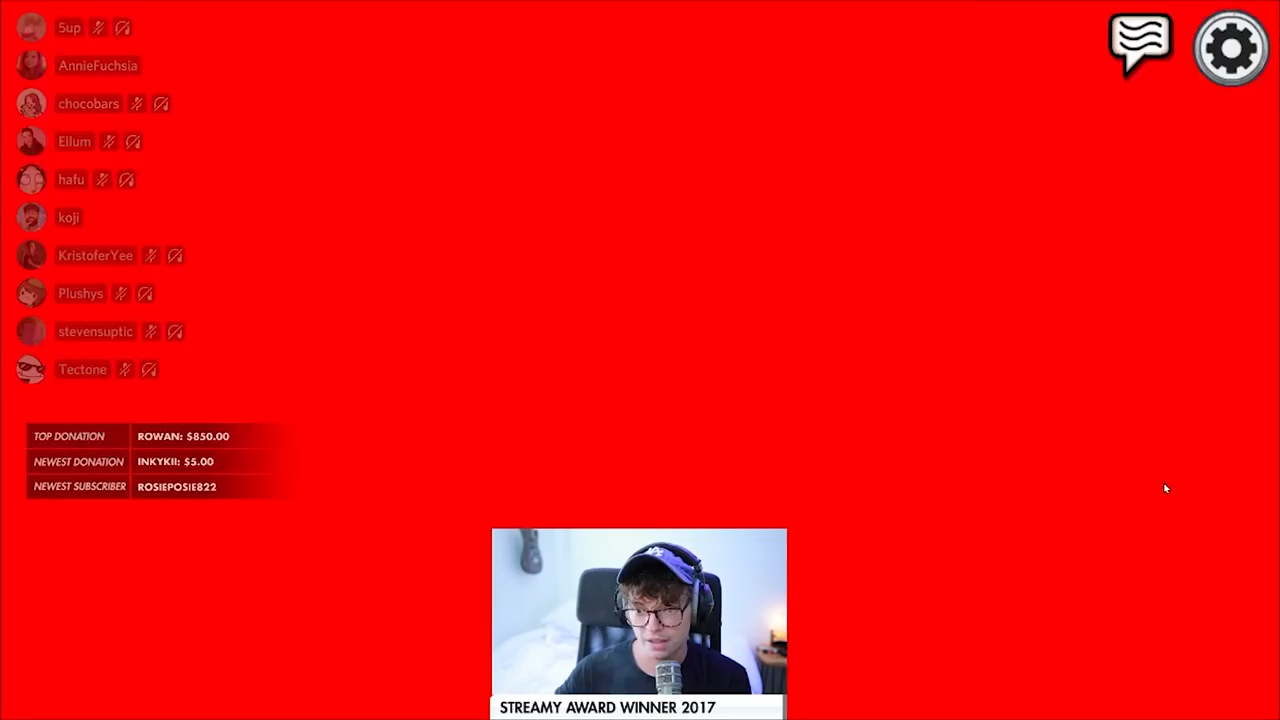 5up
AnnieFuchsia
chocobars
Ellum
hafu
koji
KristoferYee
Plushys
stevensuptic
Tectone
TOP DONATION ROWAN: $850.00
NEWEST DONATION INKYKII: $5.00
NEWEST SUBSCRIBER ROSIEPOSIE822
STREAMY AWARD WINNER 2017